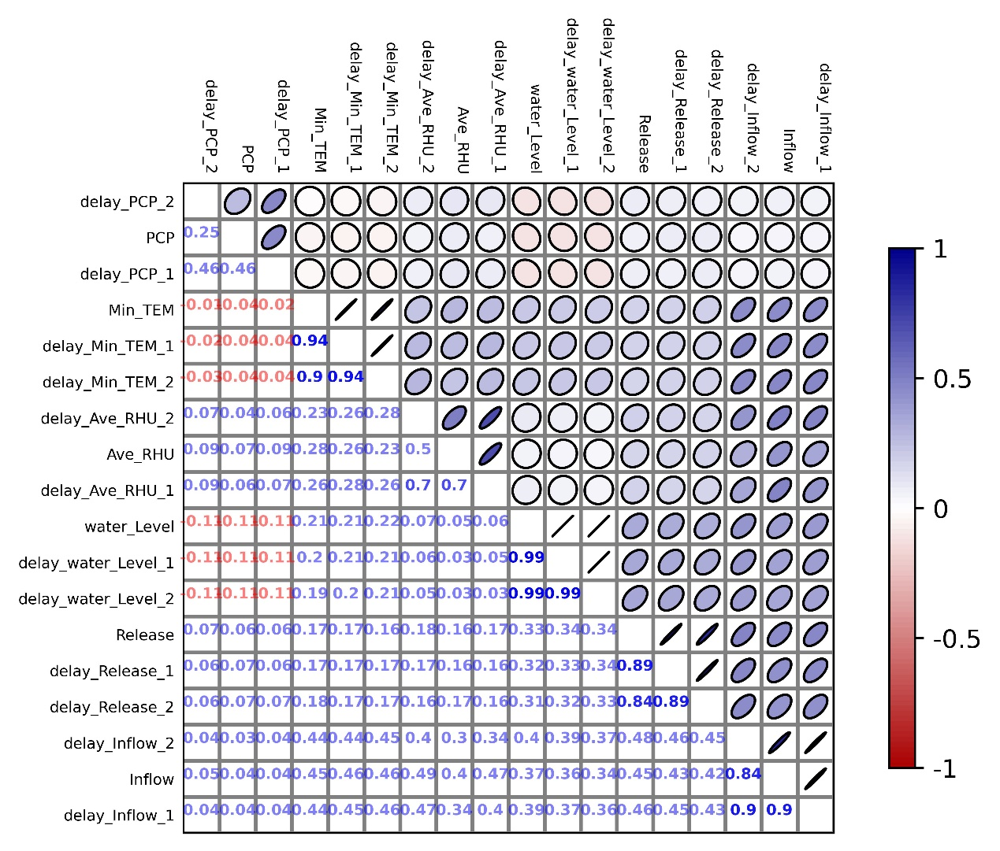 delay_PCP_2
PCP
delay_PCP_1
Min_TEM
delay_Min_TEM_1
delay_Min_TEM_2
delay_Ave_RHU_2
Ave_RHU
delay_Ave_RHU_1
water_Level
delay_water_Level_1
delay_water_Level_2
Release
delay_Release_1
delay_Release_2
delay_Inflow_2
Inflow
delay_Inflow_1
delay_PCP_2
PCP 0.25
delay_PCP_1 0.46 0.46
Min_TEM -0.01 -0.04 -0.02
delay_Min_TEM_1 -0.02 -0.04 -0.04 0.94
delay_Min_TEM_2 -0.03 -0.04 -0.04 0.9 0.94
delay_Ave_RHU_2 0.07 0.04 0.06 0.23 0.26 0.28
Ave_RHU 0.09 0.07 0.09 0.28 0.26 0.23 0.5
delay_Ave_RHU_1 0.09 0.06 0.07 0.26 0.28 0.26 0.7 0.7
water_Level -0.11 -0.11 -0.11 0.21 0.21 0.22 0.07 0.05 0.06
delay_water_Level_1 -0.11 -0.11 -0.11 0.2 0.21 0.21 0.06 0.03 0.05 0.99
delay_water_Level_2 -0.11 -0.11 -0.11 0.19 0.2 0.21 0.05 0.03 0.03 0.99 0.99
Release 0.07 0.06 0.06 0.17 0.17 0.16 0.18 0.16 0.17 0.33 0.34 0.34
delay_Release_1 0.06 0.07 0.06 0.17 0.17 0.17 0.17 0.16 0.16 0.32 0.33 0.34 0.89
delay_Release_2 0.06 0.07 0.07 0.18 0.17 0.17 0.16 0.17 0.16 0.31 0.32 0.33 0.84 0.89
delay_Inflow_2 0.04 0.03 0.04 0.44 0.44 0.45 0.4 0.3 0.34 0.4 0.39 0.37 0.48 0.46 0.45
Inflow 0.05 0.04 0.04 0.45 0.46 0.46 0.49 0.4 0.47 0.37 0.36 0.34 0.45 0.43 0.42 0.84
delay_Inflow_1 0.04 0.04 0.04 0.44 0.45 0.46 0.47 0.34 0.4 0.39 0.37 0.36 0.46 0.45 0.43 0.9 0.9
1
0.5
0
-0.5
-1